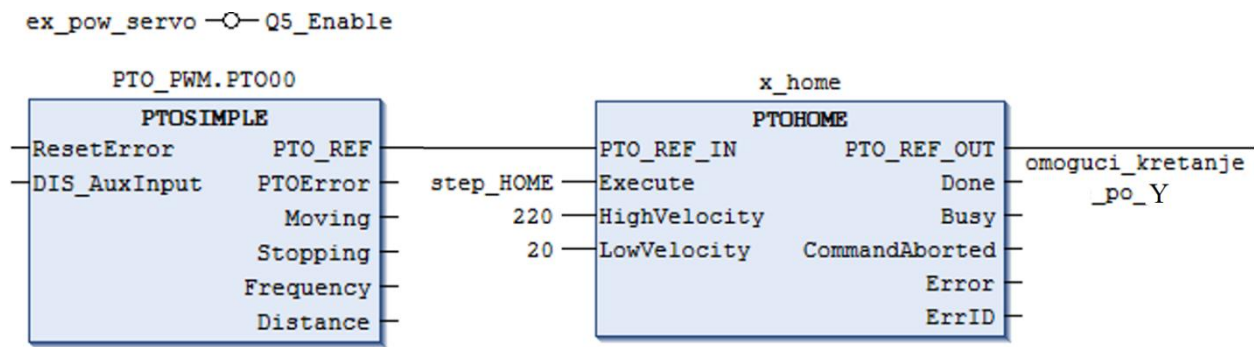 ex_pow_servo Q5_Enable
PTO_PWM.PTO00
PTOSIMPLE
ResetError PTO_REF
DIS_AuxInput PTOError
Moving
Stopping
Frequency
Distance
x_home
PTOHOME
PTO_REF_IN PTO_REF_OUT
step_HOME Execute Done
220 HighVelocity Busy
20 LowVelocity CommandAborted
Error
ErrID
omoguci_kretanje
_po_Y